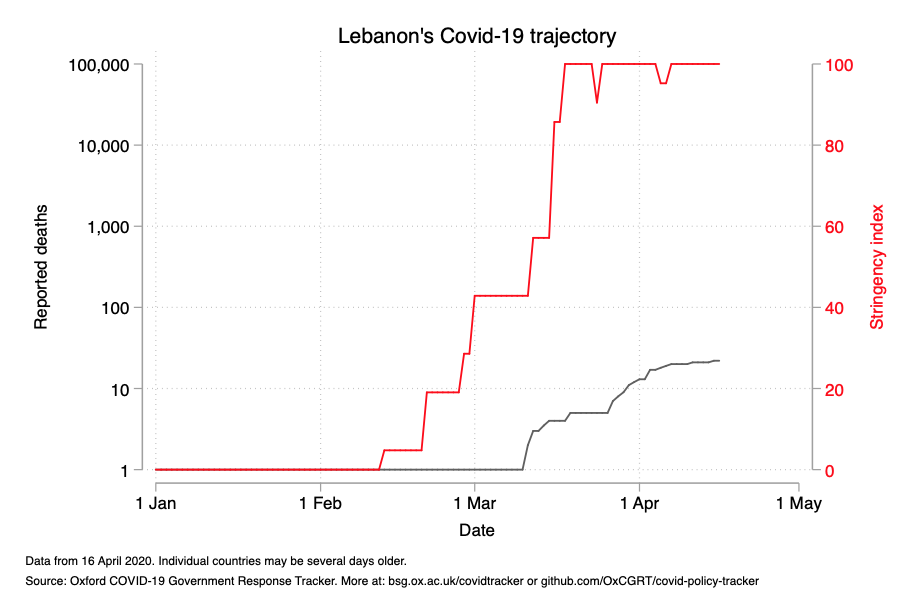 Lebanon's Covid-19 trajectory
100,000
10,000
1,000
100
10
1
Reported deaths
100
80
60
40
20
0
Stringency index
1 Jan
1 Feb
1 Mar
1 Apr
1 May
Date
Data from 16 April 2020. Individual countries may be several days older.
Source: Oxford COVID-19 Government Response Tracker. More at: bsg.ox.ac.uk/covidtracker or github.com/OxCGRT/covid-policy-tracker